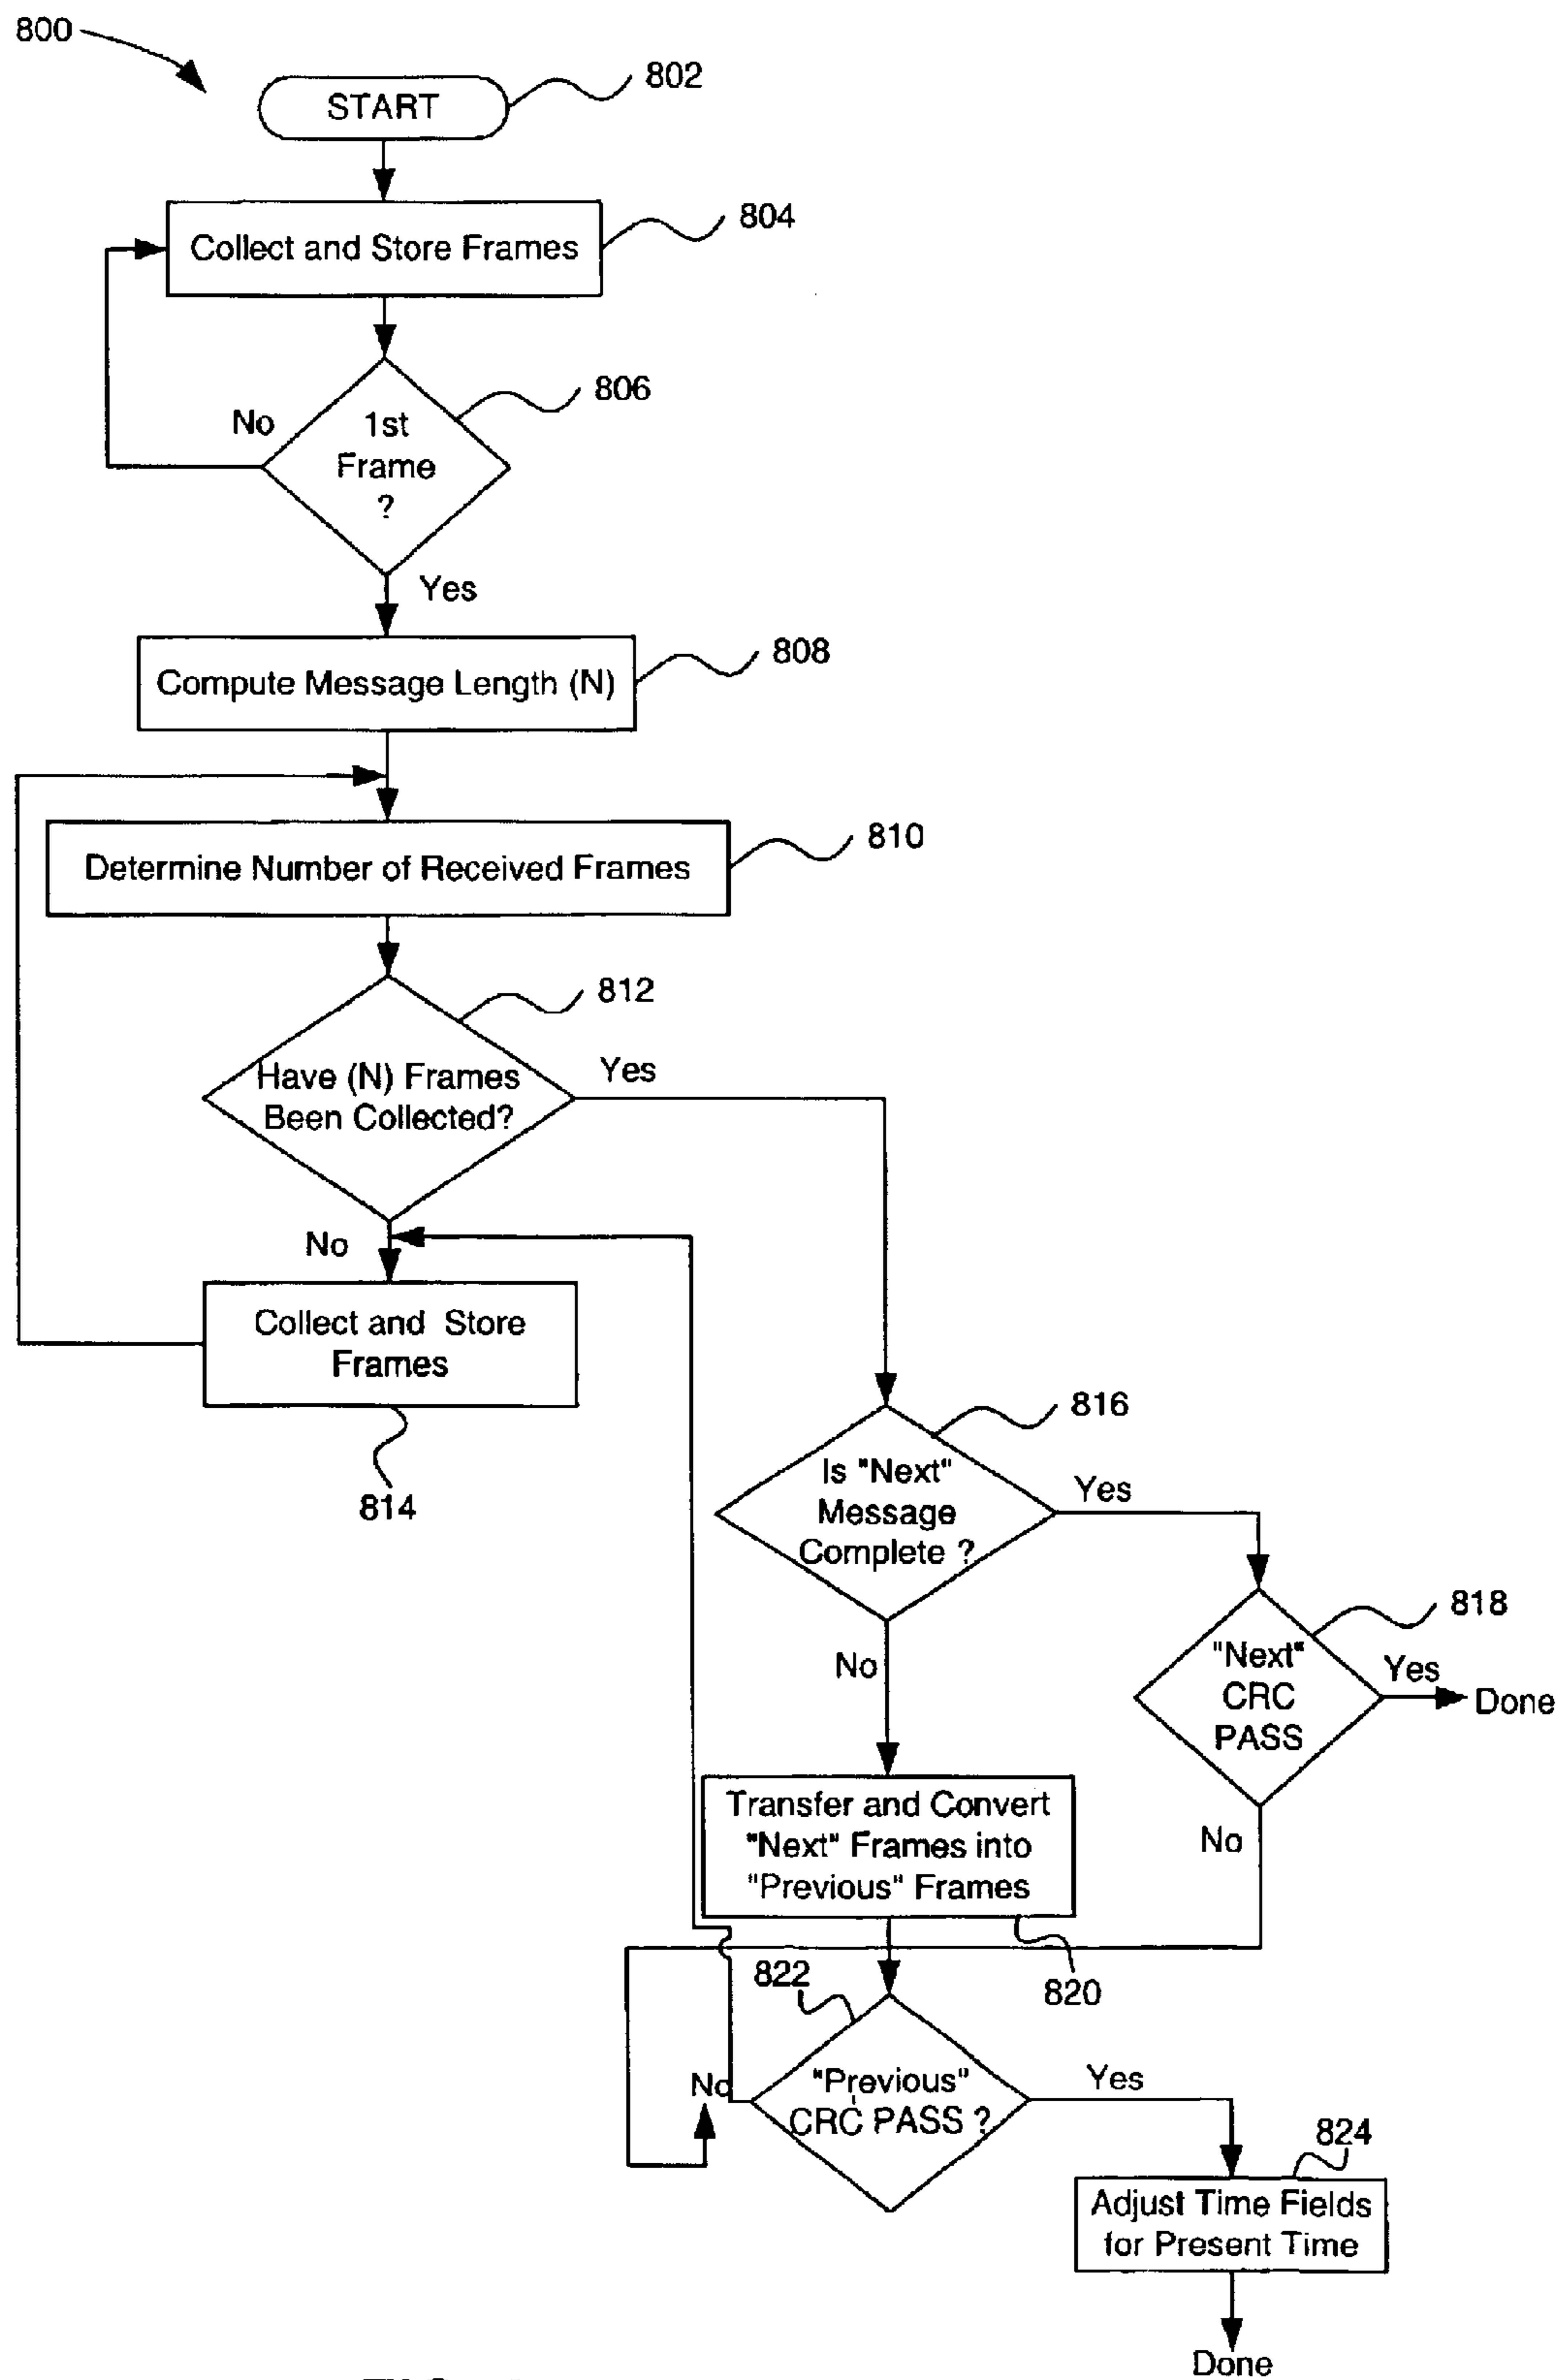 800
START
802
Collect and Store Frames
804
1st
Frame
?
806
No
Yes
Compute Message Length (N)
808
Determine Number of Received Frames
810
Have (N) Frames
Been Collected?
812
Yes
No
Collect and Store
Frames
814
Is "Next"
Message
Complete ?
816
Yes
No
"Next"
CRC
PASS
818
Yes
Done
No
Transfer and Convert
"Next" Frames into
"Previous" Frames
820
822
"Previous"
CRC PASS ?
No
Yes
824
Adjust Time Fields
for Present Time
Done